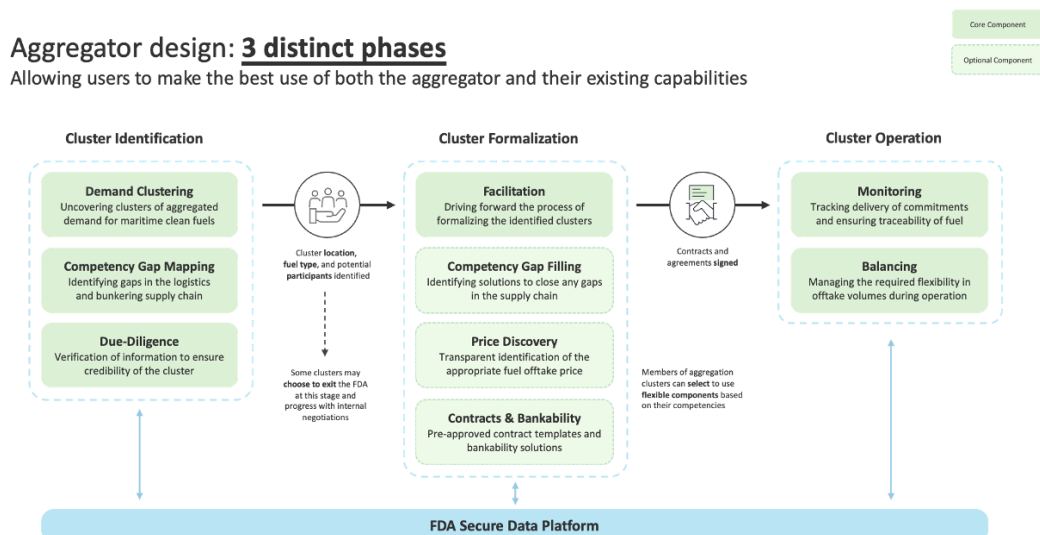 Core Component
Optional Component
Aggregator design: 3 distinct phases
Allowing users to make the best use of both the aggregator and their existing capabilities
Cluster Identification
Demand Clustering
Uncovering clusters of aggregated
demand for maritime clean fuels
Competency Gap Mapping
Identifying gaps in the logistics
and bunkering supply chain
Due-Diligence
Verification of information to ensure
credibility of the cluster
Cluster location,
fuel type, and potential
participants identified
Some clusters may
choose to exit the FDA
at this stage and
progress with internal
negotiations
Cluster Formalization
Facilitation
Driving forward the process of
formalizing the identified clusters
Competency Gap Filling
Identifying solutions to close any gaps
in the supply chain
Price Discovery
Transparent identification of the
appropriate fuel offtake price
Contracts & Bankability
Pre-approved contract templates and
bankability solutions
Contracts and
agreements signed
Members of aggregation
clusters can select to use
flexible components based
on their competencies
Cluster Operation
Monitoring
Tracking delivery of commitments
and ensuring traceability of fuel
Balancing
Managing the required flexibility in
offtake volumes during operation
FDA Secure Data Platform